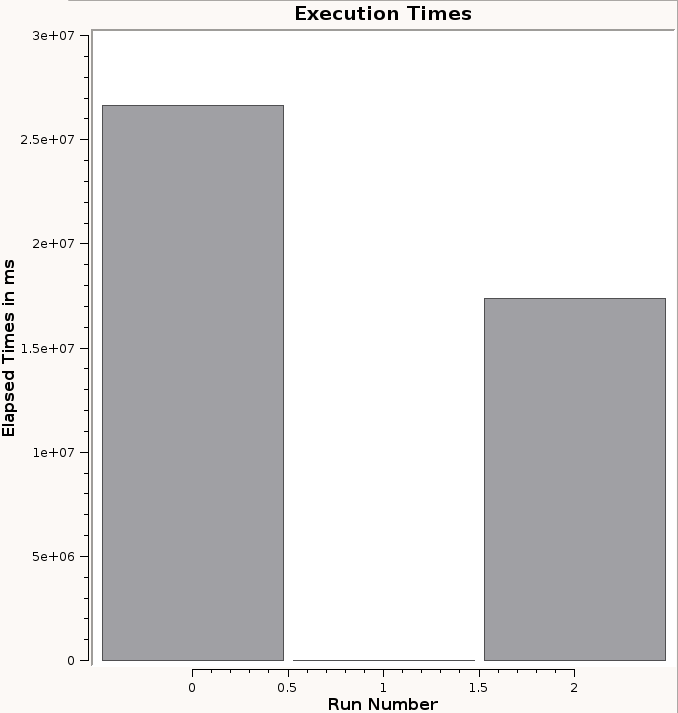 Execution Times
Elapsed Times in ms
3e+07
2.5e+07
2e+07
1.5e+07
1e+07
5e+06
0
0 0.5 1 1.5 2
Run Number